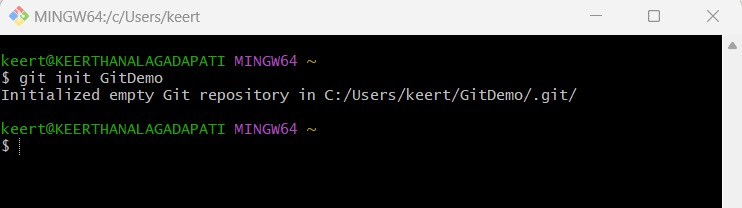 MINGW64:/c/Users/keert
keert@KEERTHANALAGADAPATI MINGW64 ~
$ git init GitDemo
Initialized empty Git repository in C:/Users/keert/GitDemo/.git/
keert@KEERTHANALAGADAPATI MINGW64 ~
$